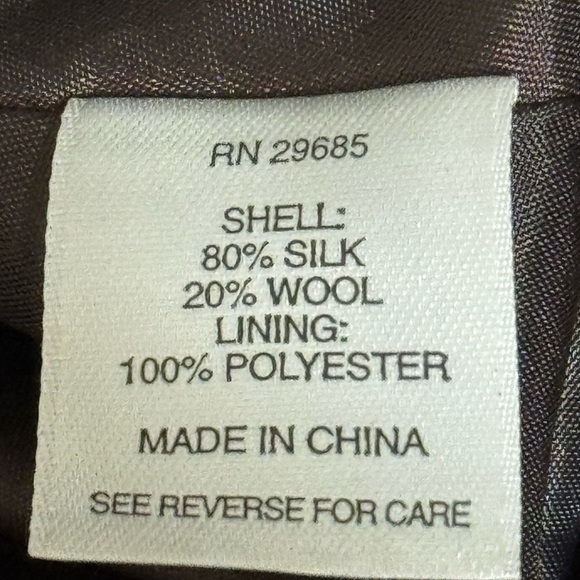 RN 29685
SHELL:
80% SILK
20% WOOL
LINING:
100% POLYESTER
MADE IN CHINA
SEE REVERSE FOR CARE